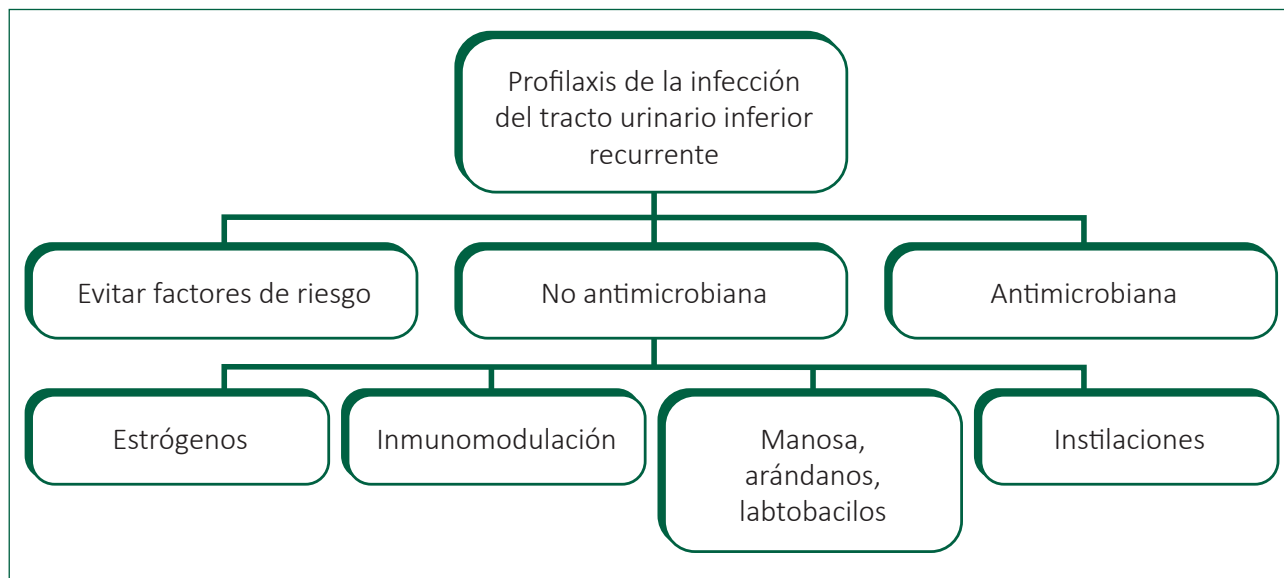 Profilaxis de la infección
del tracto urinario inferior
recurrente
Evitar factores de riesgo
No antimicrobiana
Antimicrobiana
Estrógenos
Inmunomodulación
Manosa,
arándanos,
labtobacilos
Instilaciones